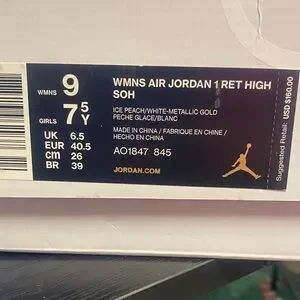 WMNS 9
GIRLS 7.5 Y
UK 6.5
EUR 40.5
cm 26
BR 39
WMNS AIR JORDAN 1 RET HIGH
SOH
ICE PEACH/WHITE-METALLIC GOLD
PECHE GLACE/BLANC
MADE IN CHINA / FABRIQUE EN CHINE /
HECHO EN CHINA
AO1847 845
JORDAN.COM
Suggested Retail: USD $160.00